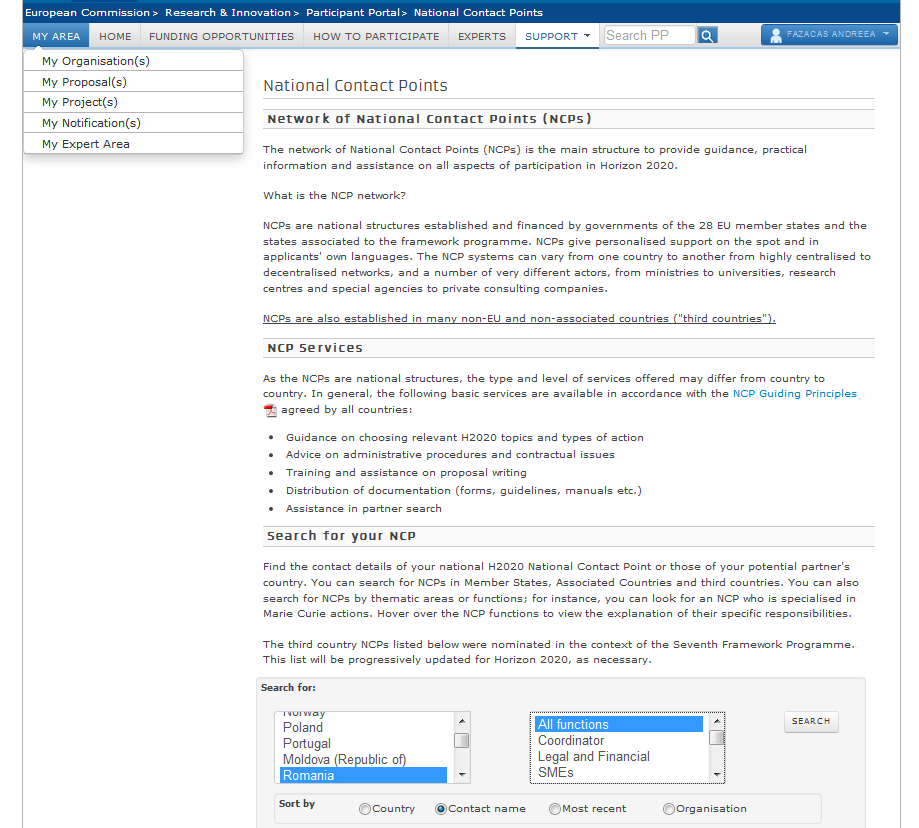 European Commission > Research & Innovation > Participant Portal > National Contact Points
MY AREA HOME FUNDING OPPORTUNITIES HOW TO PARTICIPATE EXPERTS SUPPORT Search PP FAZACAS ANDREEA
My Organisation(s)
My Proposal(s)
My Project(s)
My Notification(s)
My Expert Area
National Contact Points
Network of National Contact Points (NCPs)
The network of National Contact Points (NCPs) is the main structure to provide guidance, practical
information and assistance on all aspects of participation in Horizon 2020.
What is the NCP network?
NCPs are national structures established and financed by governments of the 28 EU member states and the
states associated to the framework programme. NCPs give personalised support on the spot and in
applicants' own languages. The NCP systems can vary from one country to another from highly centralised to
decentralised networks, and a number of very different actors, from ministries to universities, research
centres and special agencies to private consulting companies.
NCPs are also established in many non-EU and non-associated countries ("third countries").
NCP Services
As the NCPs are national structures, the type and level of services offered may differ from country to
country. In general, the following basic services are available in accordance with the NCP Guiding Principles
agreed by all countries:
• Guidance on choosing relevant H2020 topics and types of action
• Advice on administrative procedures and contractual issues
• Training and assistance on proposal writing
• Distribution of documentation (forms, guidelines, manuals etc.)
• Assistance in partner search
Search for your NCP
Find the contact details of your national H2020 National Contact Point or those of your potential partner's
country. You can search for NCPs in Member States, Associated Countries and third countries. You can also
search for NCPs by thematic areas or functions; for instance, you can look for an NCP who is specialised in
Marie Curie actions. Hover over the NCP functions to view the explanation of their specific responsibilities.
The third country NCPs listed below were nominated in the context of the Seventh Framework Programme.
This list will be progressively updated for Horizon 2020, as necessary.
Search for:
Norway
Poland
Portugal
Moldova (Republic of)
Romania
All functions
Coordinator
Legal and Financial
SMEs
SEARCH
Sort by Country Contact name Most recent Organisation